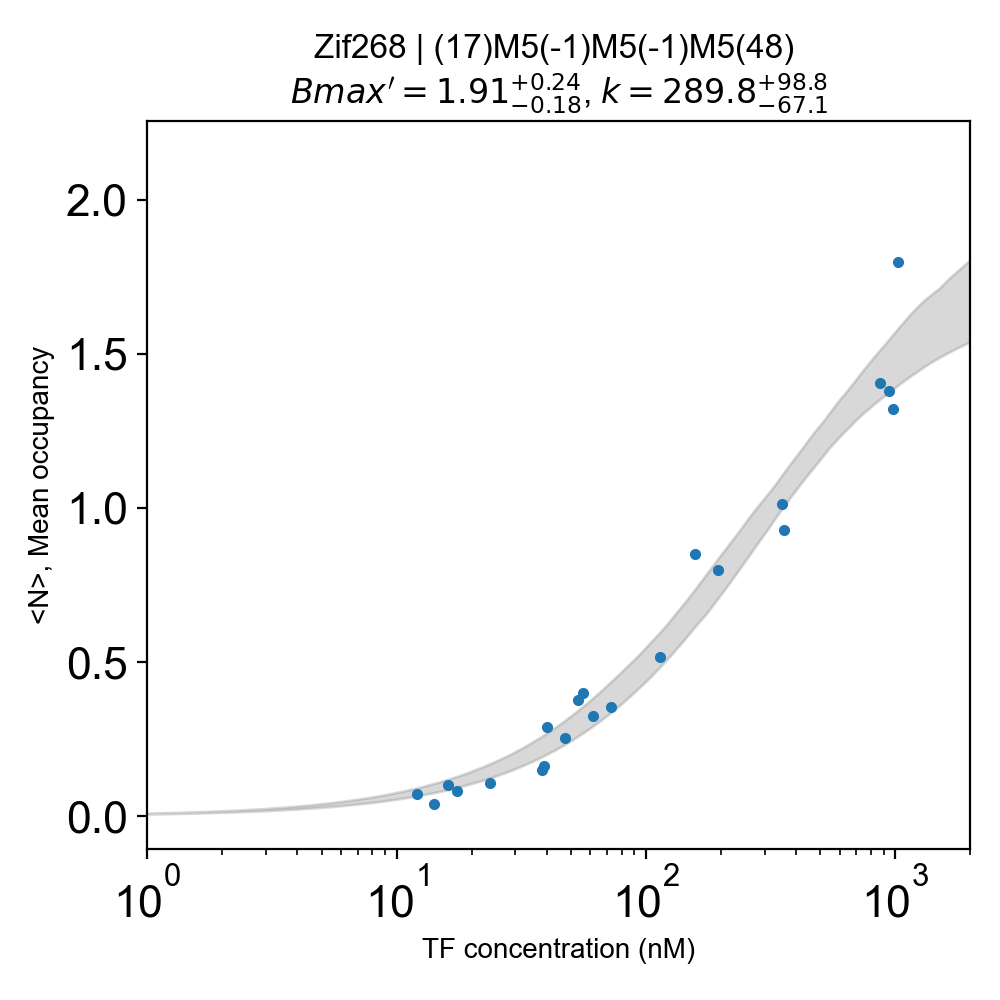 Zif268 | (17)M5(-1)M5(-1)M5(48)
Bmax′ = 1.91 +0.24 −0.18, k = 289.8 +98.8 −67.1
2.0
1.5
1.0
0.5
0.0
<N>, Mean occupancy
10^0 10^1 10^2 10^3
TF concentration (nM)